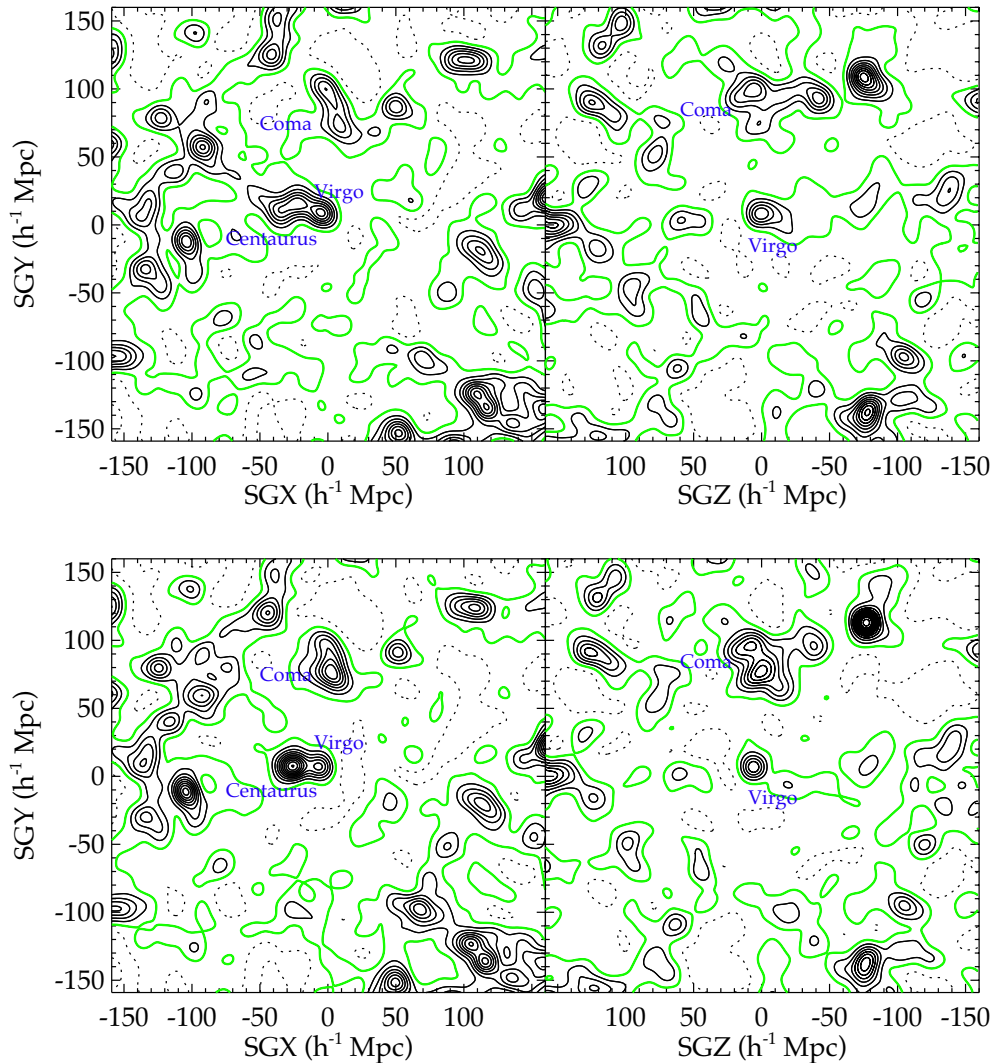 150
100
50
0
-50
-100
-150
SGY (h⁻¹ Mpc)
Coma
Virgo
Centaurus
Coma
Virgo
-150 -100 -50 0 50 100
100 50 0 -50 -100 -150
SGX (h⁻¹ Mpc)
SGZ (h⁻¹ Mpc)
150
100
50
0
-50
-100
-150
SGY (h⁻¹ Mpc)
Coma
Virgo
Centaurus
Coma
Virgo
-150 -100 -50 0 50 100
100 50 0 -50 -100 -150
SGX (h⁻¹ Mpc)
SGZ (h⁻¹ Mpc)